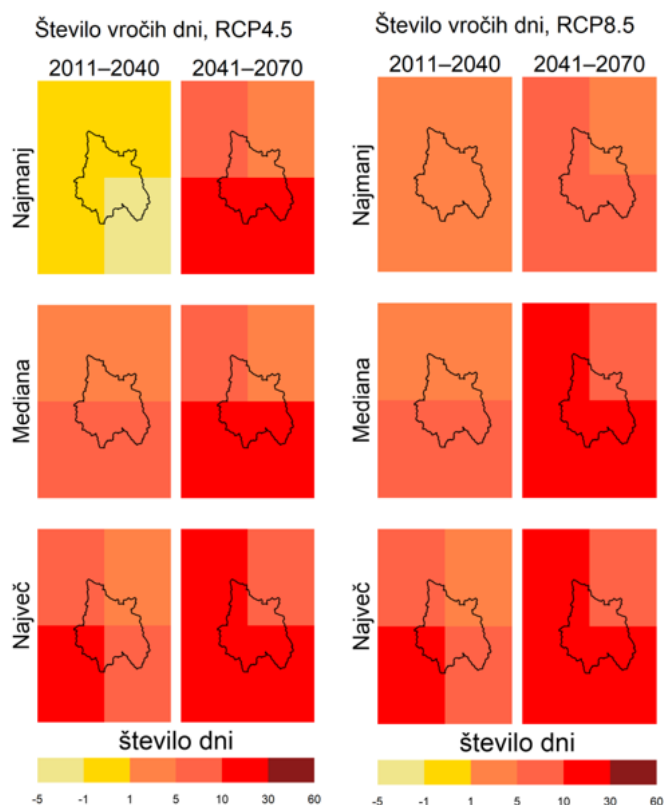 Število vročih dni, RCP4.5
2011–2040 2041–2070
Najmanj
Mediana
Največ
število dni
-5 -1 1 5 10 30 60
Število vročih dni, RCP8.5
2011–2040 2041–2070
Najmanj
Mediana
Največ
število dni
-5 -1 1 5 10 30 60